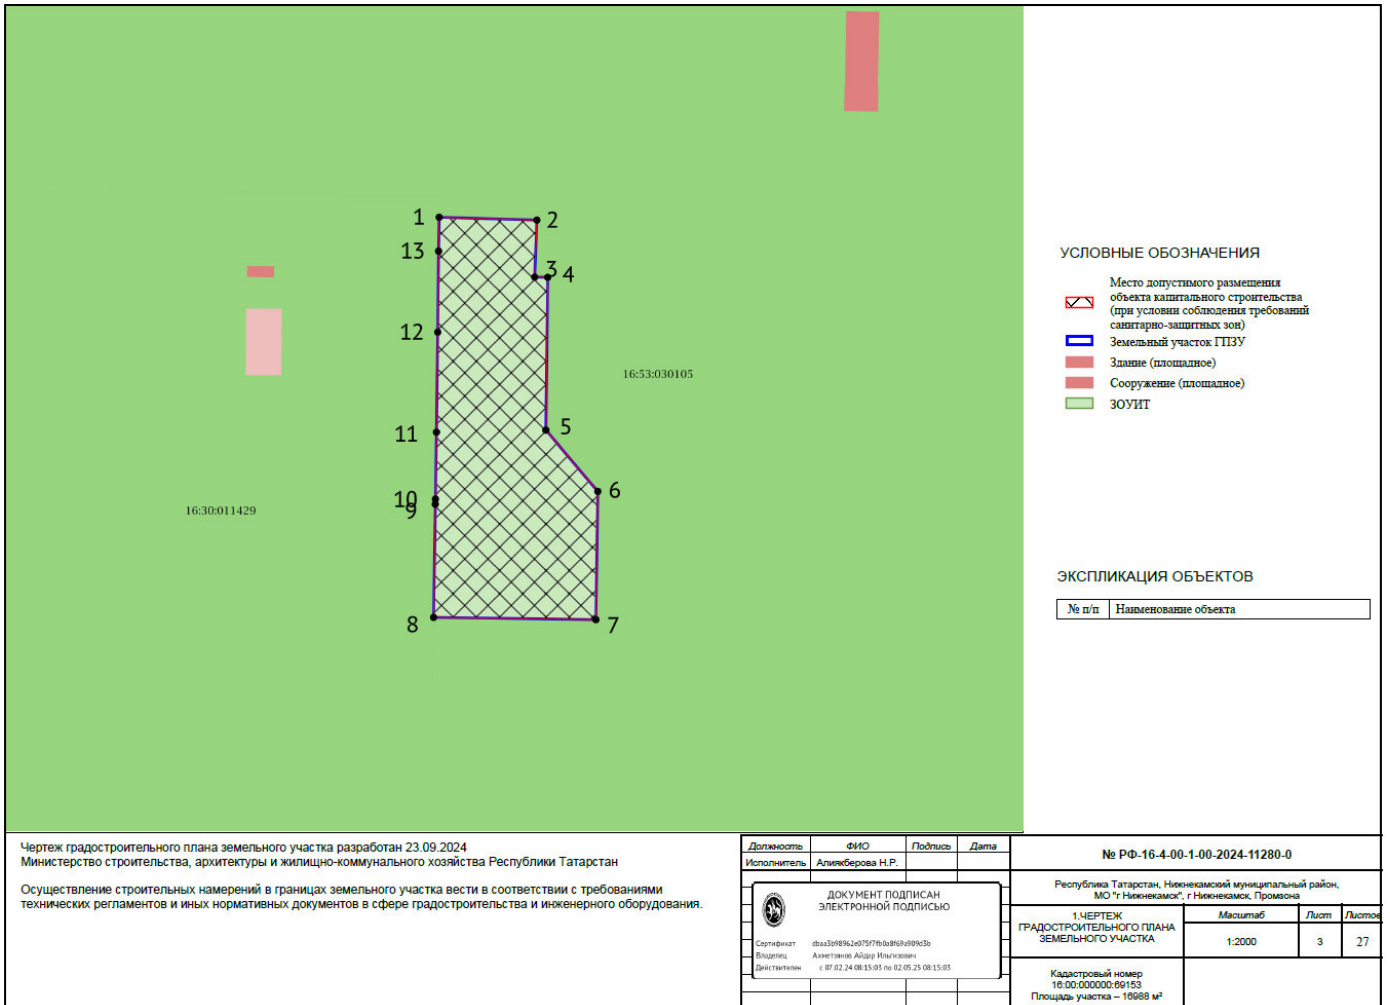 1
2
13
3
4
12
16:53:030105
11
5
10
9
6
16:30:011429
8
7
УСЛОВНЫЕ ОБОЗНАЧЕНИЯ
Место допустимого размещения
объекта капитального строительства
(при условии соблюдения требований
санитарно-защитных зон)
Земельный участок ГПЗУ
Здание (площадное)
Сооружение (площадное)
ЗОУИТ
ЭКСПЛИКАЦИЯ ОБЪЕКТОВ
№ п/п Наименование объекта
Чертеж градостроительного плана земельного участка разработан 23.09.2024
Министерство строительства, архитектуры и жилищно-коммунального хозяйства Республики Татарстан
Осуществление строительных намерений в границах земельного участка вести в соответствии с требованиями
технических регламентов и иных нормативных документов в сфере градостроительства и инженерного оборудования.
Должность ФИО Подпись Дата
Исполнитель Алиякберова Н.Р.
ДОКУМЕНТ ПОДПИСАН
ЭЛЕКТРОННОЙ ПОДПИСЬЮ
Сертификат dbaa3b98962e075f7fb0a8f69a909d3b
Владелец Ахметзянов Айдар Ильгизович
Действителен с 07.02.24 08:15:03 по 02.05.25 08:15:03
№ РФ-16-4-00-1-00-2024-11280-0
Республика Татарстан, Нижнекамский муниципальный район,
МО "г Нижнекамск", г Нижнекамск, Промзона
1.ЧЕРТЕЖ
ГРАДОСТРОИТЕЛЬНОГО ПЛАНА
ЗЕМЕЛЬНОГО УЧАСТКА
Масштаб Лист Листов
1:2000 3 27
Кадастровый номер
16:00:000000:69153
Площадь участка – 16988 м²